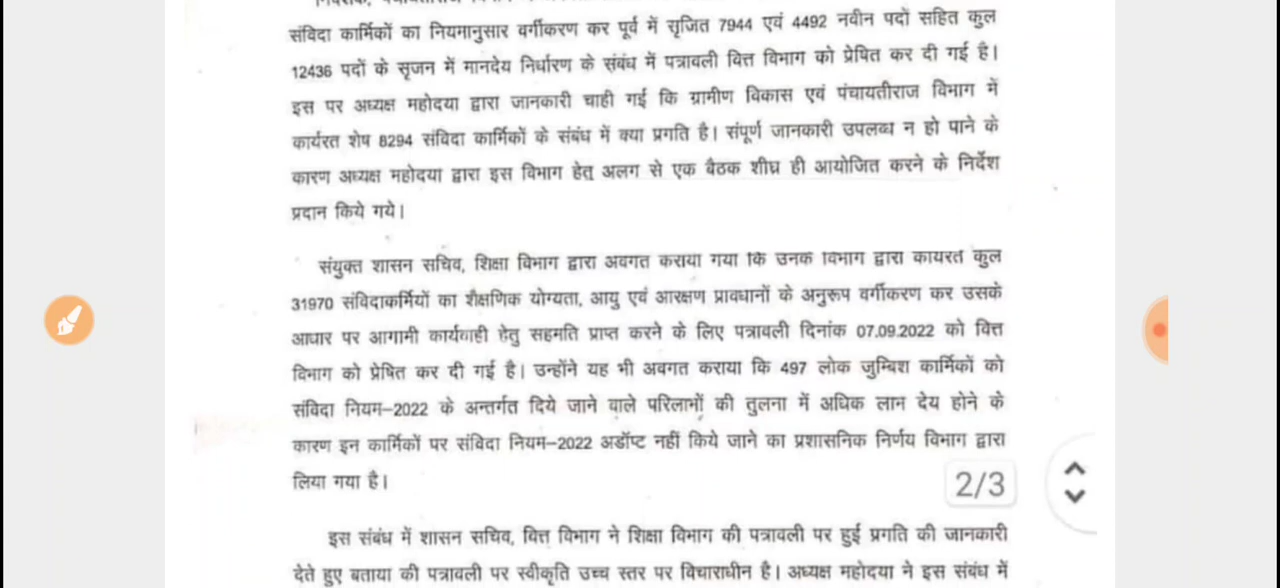 संविदा कार्मिकों का नियमानुसार वर्गीकरण कर पूर्व में सृजित 7944 एवं 4492 नवीन पदों सहित कुल
12436 पदों के सृजन में मानदेय निर्धारण के संबंध में पत्रावली वित्त विभाग को प्रेषित कर दी गई है।
इस पर अध्यक्ष महोदया द्वारा जानकारी चाही गई कि ग्रामीण विकास एवं पंचायतीराज विभाग में
कार्यरत शेष 8294 संविदा कार्मिकों के संबंध में क्या प्रगति है। संपूर्ण जानकारी उपलब्ध न हो पाने के
कारण अध्यक्ष महोदया द्वारा इस विभाग हेतु अलग से एक बैठक शीघ्र ही आयोजित करने के निर्देश
प्रदान किये गये।
संयुक्त शासन सचिव, शिक्षा विभाग द्वारा अवगत कराया गया कि उनके विभाग द्वारा कार्यरत कुल
31970 संविदाकर्मियों का शैक्षणिक योग्यता, आयु एवं आरक्षण प्रावधानों के अनुरूप वर्गीकरण कर उसके
आधार पर आगामी कार्यवाही हेतु सहमति प्राप्त करने के लिए पत्रावली दिनांक 07.09.2022 को वित्त
विभाग को प्रेषित कर दी गई है। उन्होंने यह भी अवगत कराया कि 497 लोक जुम्बिश कार्मिकों को
संविदा नियम-2022 के अन्तर्गत दिये जाने वाले परिलाभों की तुलना में अधिक लाभ देय होने के
कारण इन कार्मिकों पर संविदा नियम-2022 अडॉप्ट नहीं किये जाने का प्रशासनिक निर्णय विभाग द्वारा
लिया गया है।
2/3
इस संबंध में शासन सचिव, वित्त विभाग ने शिक्षा विभाग की पत्रावली पर हुई प्रगति की जानकारी
देते हुए बताया की पत्रावली पर स्वीकृति उच्च स्तर पर विचाराधीन है। अध्यक्ष महोदया ने इस संबंध में